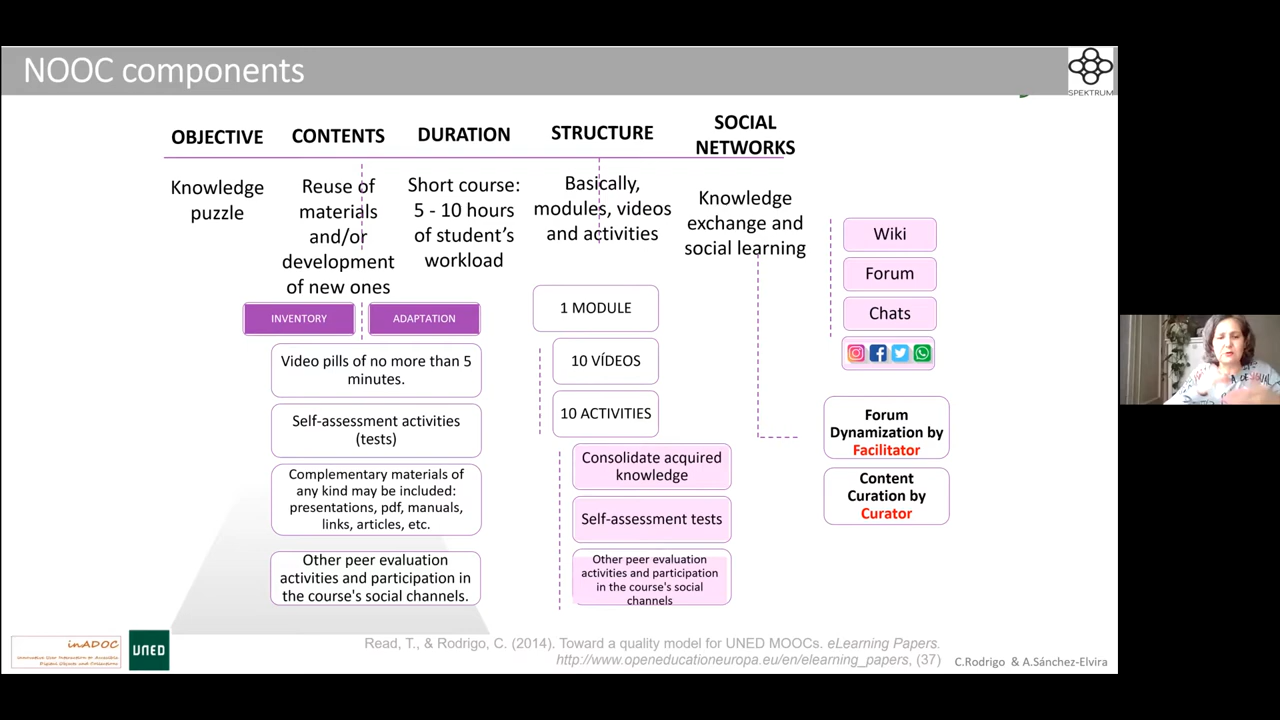 NOOC components
SPEKTRUM
OBJECTIVE
CONTENTS
DURATION
STRUCTURE
SOCIAL
NETWORKS
Knowledge
puzzle
Reuse of
materials
and/or
development
of new ones
Short course:
5 - 10 hours
of student's
workload
Basically,
modules, videos
and activities
Knowledge
exchange and
social learning
INVENTORY
ADAPTATION
Video pills of no more than 5
minutes.
Self-assessment activities
(tests)
Complementary materials of
any kind may be included:
presentations, pdf, manuals,
links, articles, etc.
Other peer evaluation
activities and participation in
the course's social channels.
1 MODULE
10 VÍDEOS
10 ACTIVITIES
Consolidate acquired
knowledge
Self-assessment tests
Other peer evaluation
activities and participation
in the course's social
channels
Wiki
Forum
Chats
Forum
Dynamization by
Facilitator
Content
Curation by
Curator
inADOC
UNED
Read, T., & Rodrigo, C. (2014). Toward a quality model for UNED MOOCs. eLearning Papers.
http://www.openeducationeuropa.eu/en/elearning_papers, (37)
C.Rodrigo & A.Sánchez-Elvira